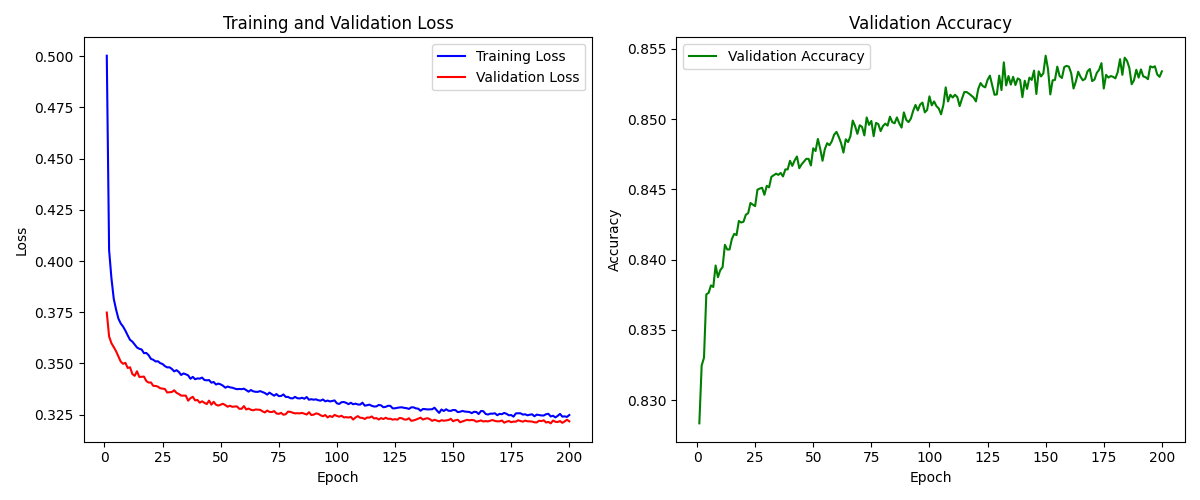 Training and Validation Loss
Training Loss
Validation Loss
0.500
0.475
0.450
0.425
0.400
0.375
0.350
0.325
Loss
0 25 50 75 100 125 150 175 200
Epoch
Validation Accuracy
Validation Accuracy
0.855
0.850
0.845
0.840
0.835
0.830
Accuracy
0 25 50 75 100 125 150 175 200
Epoch